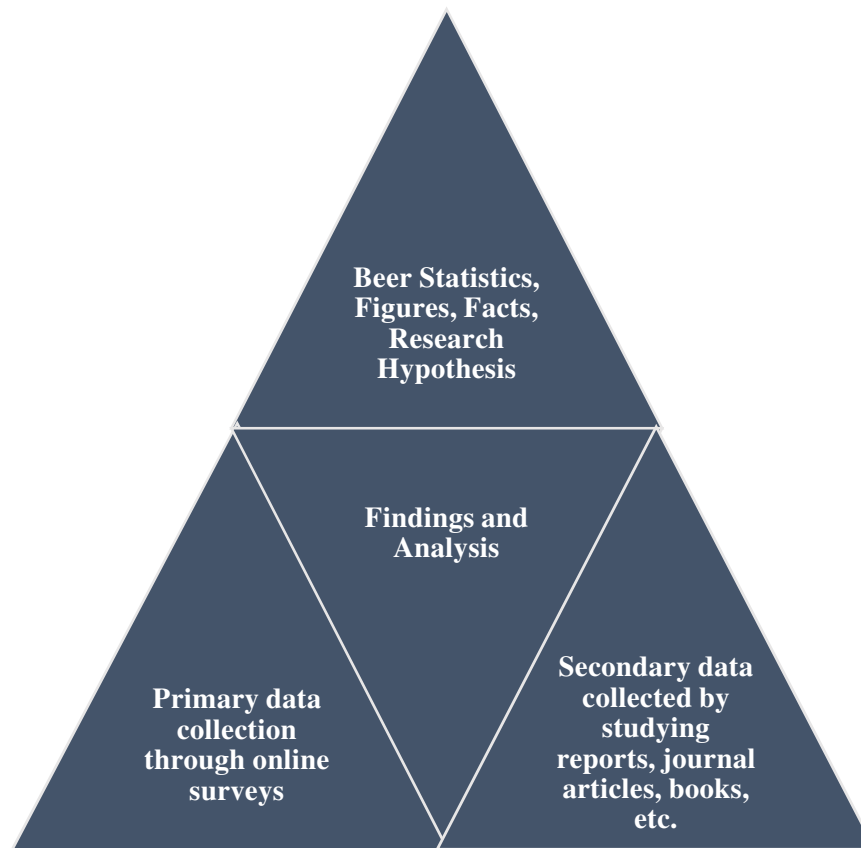 Beer Statistics,
Figures, Facts,
Research
Hypothesis
Findings and
Analysis
Primary data
collection
through online
surveys
Secondary data
collected by
studying
reports, journal
articles, books,
etc.